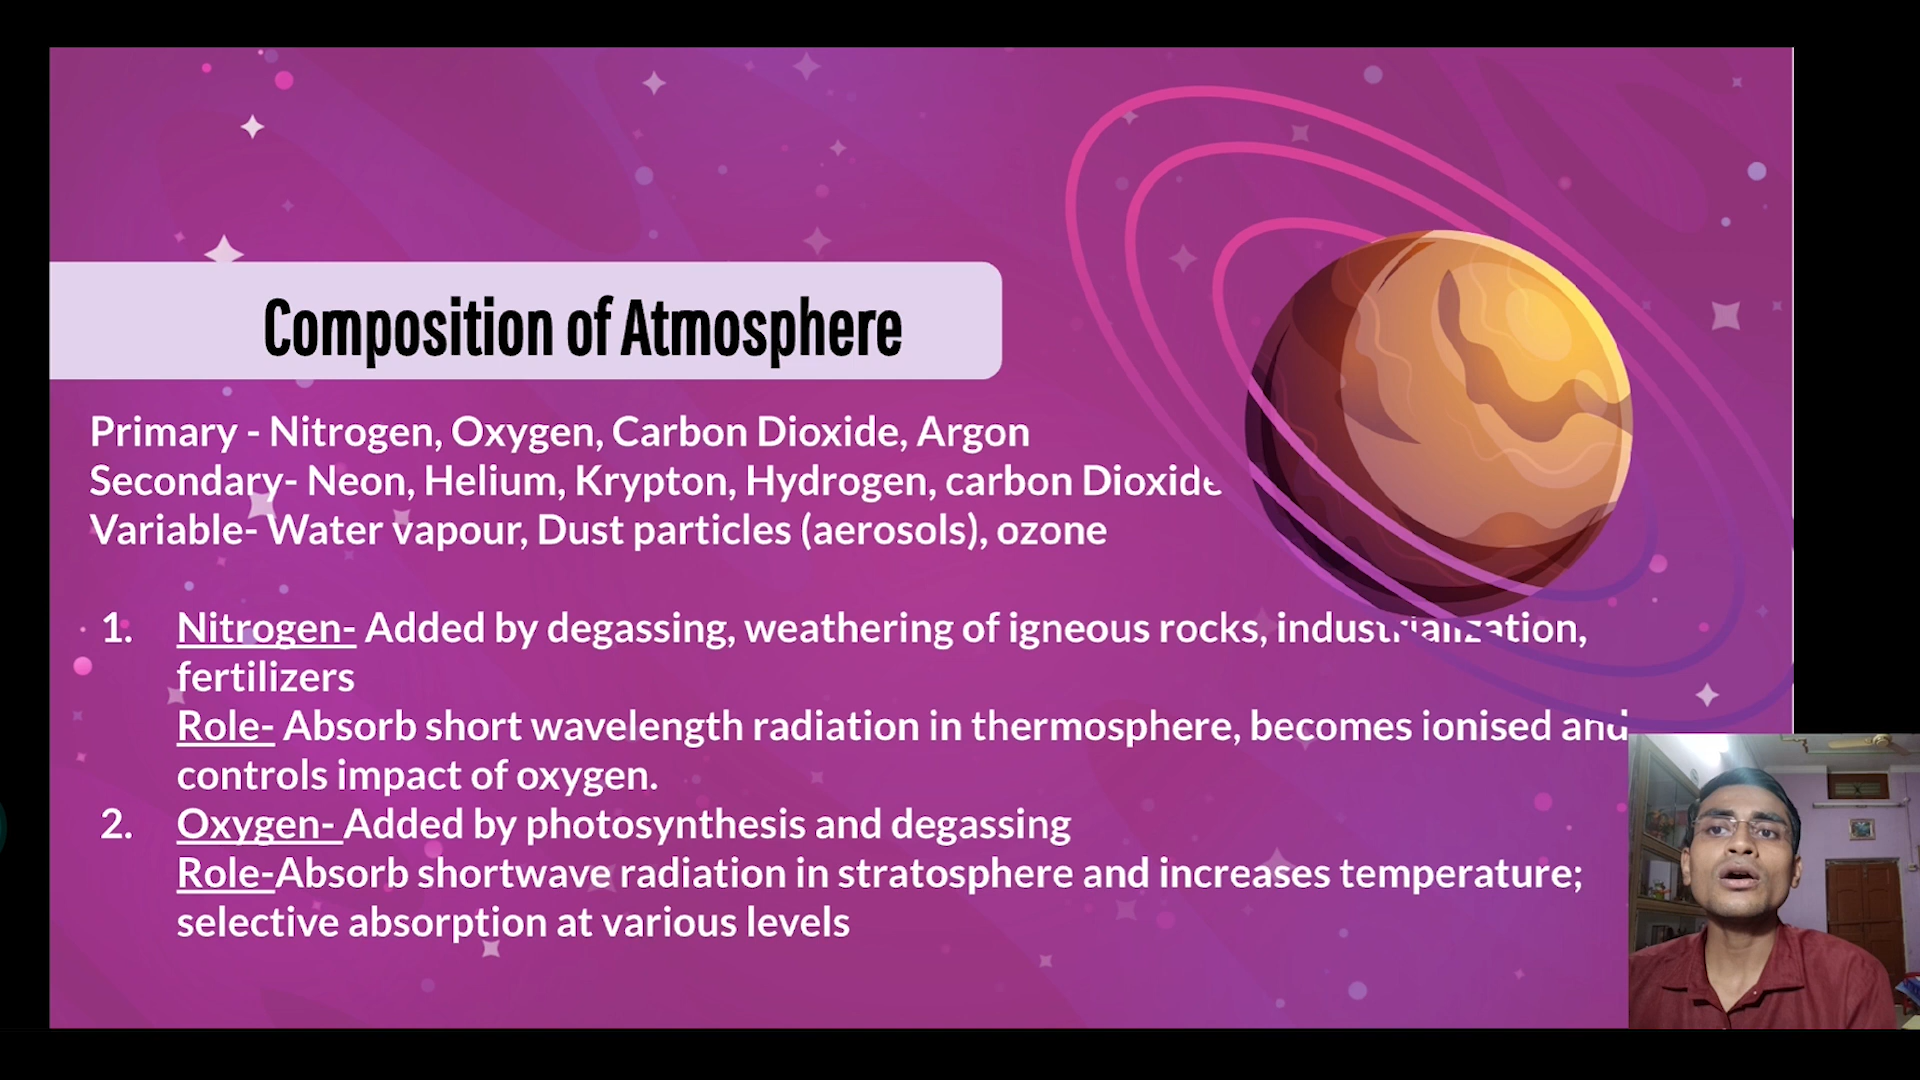 Composition of Atmosphere
Primary - Nitrogen, Oxygen, Carbon Dioxide, Argon
Secondary- Neon, Helium, Krypton, Hydrogen, carbon Dioxide
Variable- Water vapour, Dust particles (aerosols), ozone
1. Nitrogen- Added by degassing, weathering of igneous rocks, industrialization,
fertilizers
Role- Absorb short wavelength radiation in thermosphere, becomes ionised and
controls impact of oxygen.
2. Oxygen- Added by photosynthesis and degassing
Role-Absorb shortwave radiation in stratosphere and increases temperature;
selective absorption at various levels